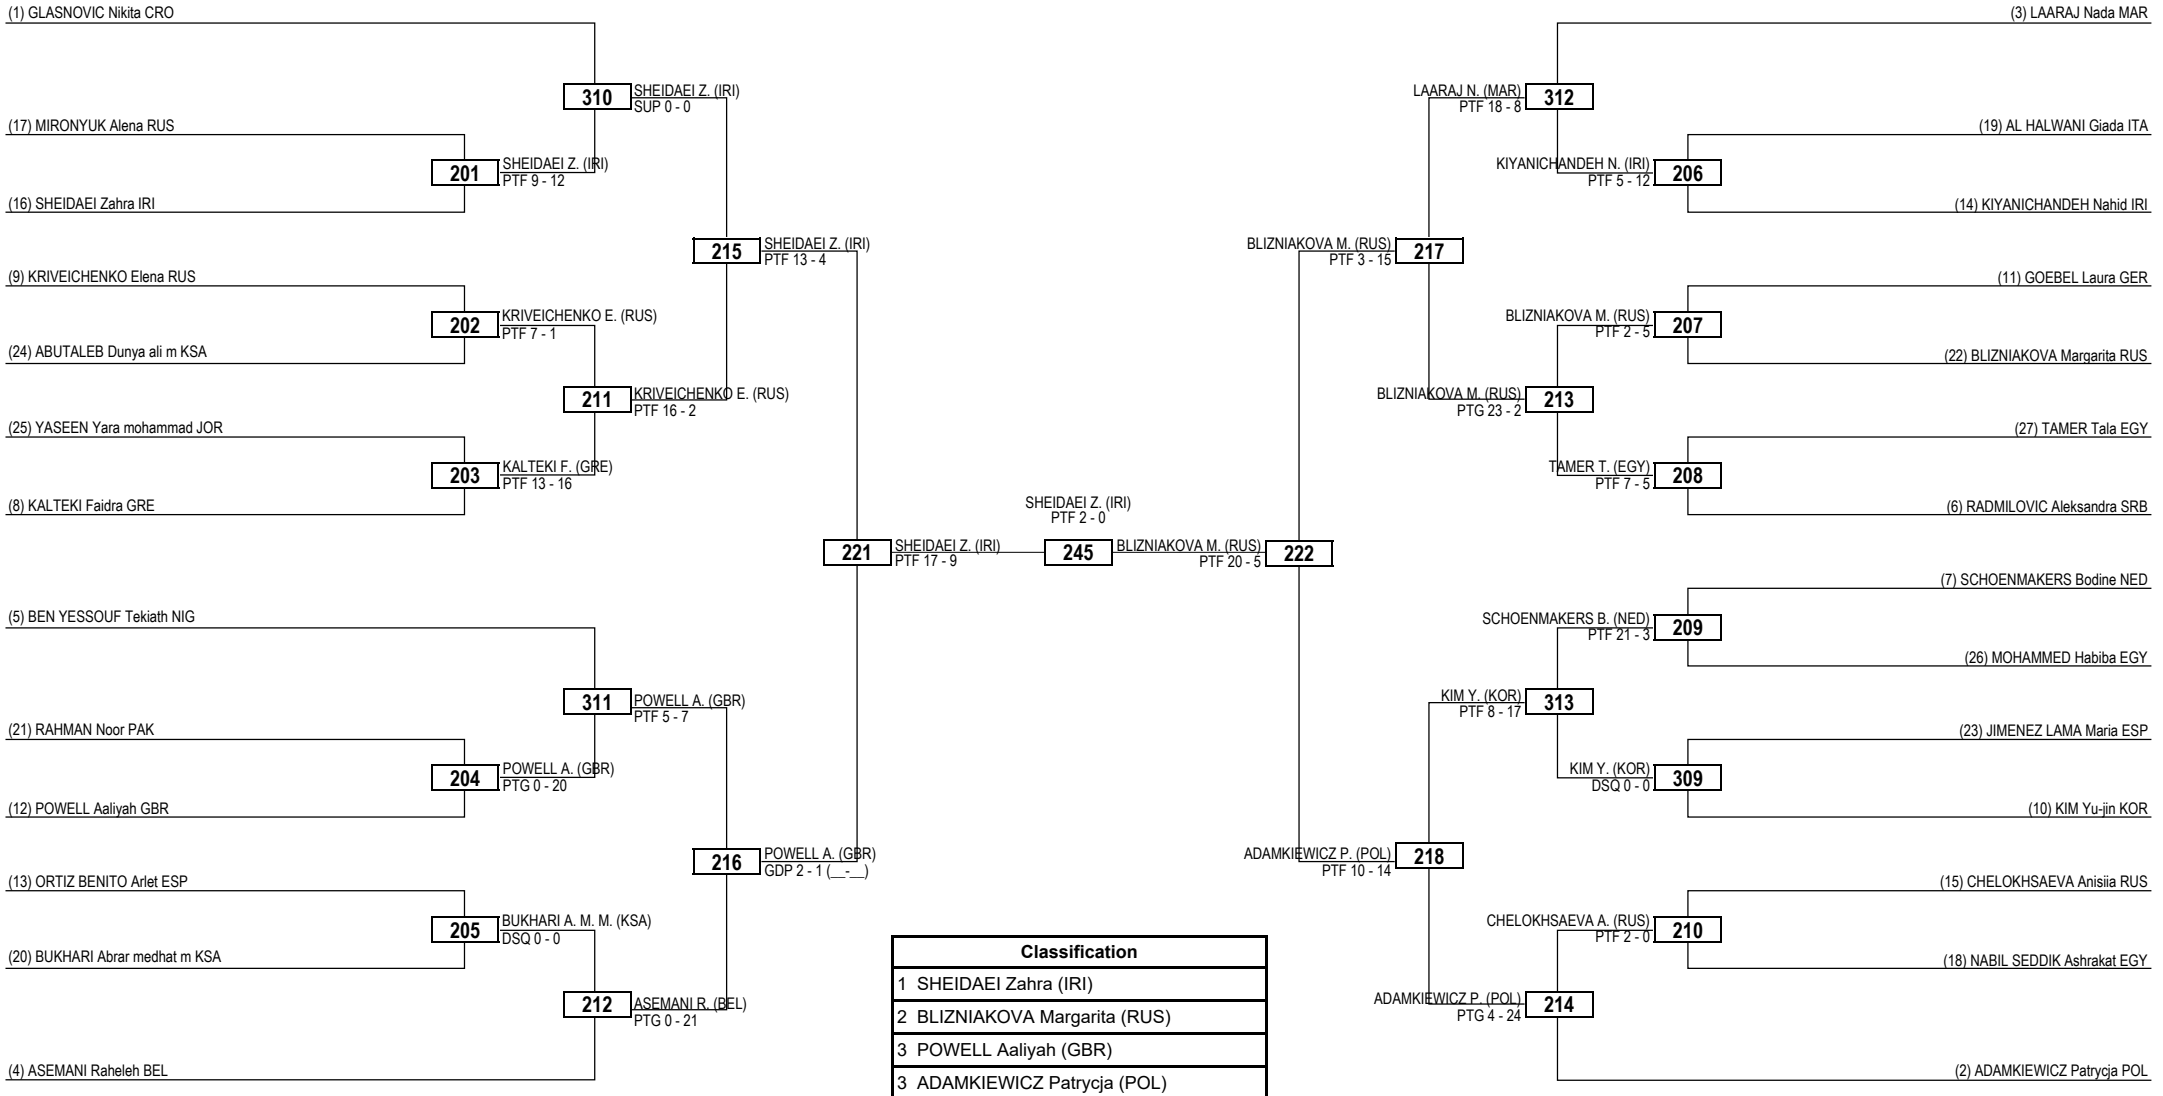 (1) GLASNOVIC Nikita CRO
310
SHEIDAEI Z. (IRI)
SUP 0 - 0
(17) MIRONYUK Alena RUS
201
SHEIDAEI Z. (IRI)
PTF 9 - 12
(16) SHEIDAEI Zahra IRI
215
SHEIDAEI Z. (IRI)
PTF 13 - 4
(9) KRIVEICHENKO Elena RUS
202
KRIVEICHENKO E. (RUS)
PTF 7 - 1
(24) ABUTALEB Dunya ali m KSA
211
KRIVEICHENKO E. (RUS)
PTF 16 - 2
(25) YASEEN Yara mohammad JOR
203
KALTEKI F. (GRE)
PTF 13 - 16
(8) KALTEKI Faidra GRE
221
SHEIDAEI Z. (IRI)
PTF 17 - 9
(5) BEN YESSOUF Tekiath NIG
311
POWELL A. (GBR)
PTF 5 - 7
(21) RAHMAN Noor PAK
204
POWELL A. (GBR)
PTG 0 - 20
(12) POWELL Aaliyah GBR
216
POWELL A. (GBR)
GDP 2 - 1 (__-__)
(13) ORTIZ BENITO Arlet ESP
205
BUKHARI A. M. M. (KSA)
DSQ 0 - 0
(20) BUKHARI Abrar medhat m KSA
212
ASEMANI R. (BEL)
PTG 0 - 21
(4) ASEMANI Raheleh BEL
SHEIDAEI Z. (IRI)
PTF 2 - 0
245
(3) LAARAJ Nada MAR
LAARAJ N. (MAR)
PTF 18 - 8
312
(19) AL HALWANI Giada ITA
KIYANICHANDEH N. (IRI)
PTF 5 - 12
206
(14) KIYANICHANDEH Nahid IRI
BLIZNIAKOVA M. (RUS)
PTF 3 - 15
217
(11) GOEBEL Laura GER
BLIZNIAKOVA M. (RUS)
PTF 2 - 5
207
(22) BLIZNIAKOVA Margarita RUS
BLIZNIAKOVA M. (RUS)
PTG 23 - 2
213
(27) TAMER Tala EGY
TAMER T. (EGY)
PTF 7 - 5
208
(6) RADMILOVIC Aleksandra SRB
BLIZNIAKOVA M. (RUS)
PTF 20 - 5
222
(7) SCHOENMAKERS Bodine NED
SCHOENMAKERS B. (NED)
PTF 21 - 3
209
(26) MOHAMMED Habiba EGY
KIM Y. (KOR)
PTF 8 - 17
313
(23) JIMENEZ LAMA Maria ESP
KIM Y. (KOR)
DSQ 0 - 0
309
(10) KIM Yu-jin KOR
ADAMKIEWICZ P. (POL)
PTF 10 - 14
218
(15) CHELOKHSAEVA Anisiia RUS
CHELOKHSAEVA A. (RUS)
PTF 2 - 0
210
(18) NABIL SEDDIK Ashrakat EGY
ADAMKIEWICZ P. (POL)
PTG 4 - 24
214
(2) ADAMKIEWICZ Patrycja POL
Classification
1 SHEIDAEI Zahra (IRI)
2 BLIZNIAKOVA Margarita (RUS)
3 POWELL Aaliyah (GBR)
3 ADAMKIEWICZ Patrycja (POL)